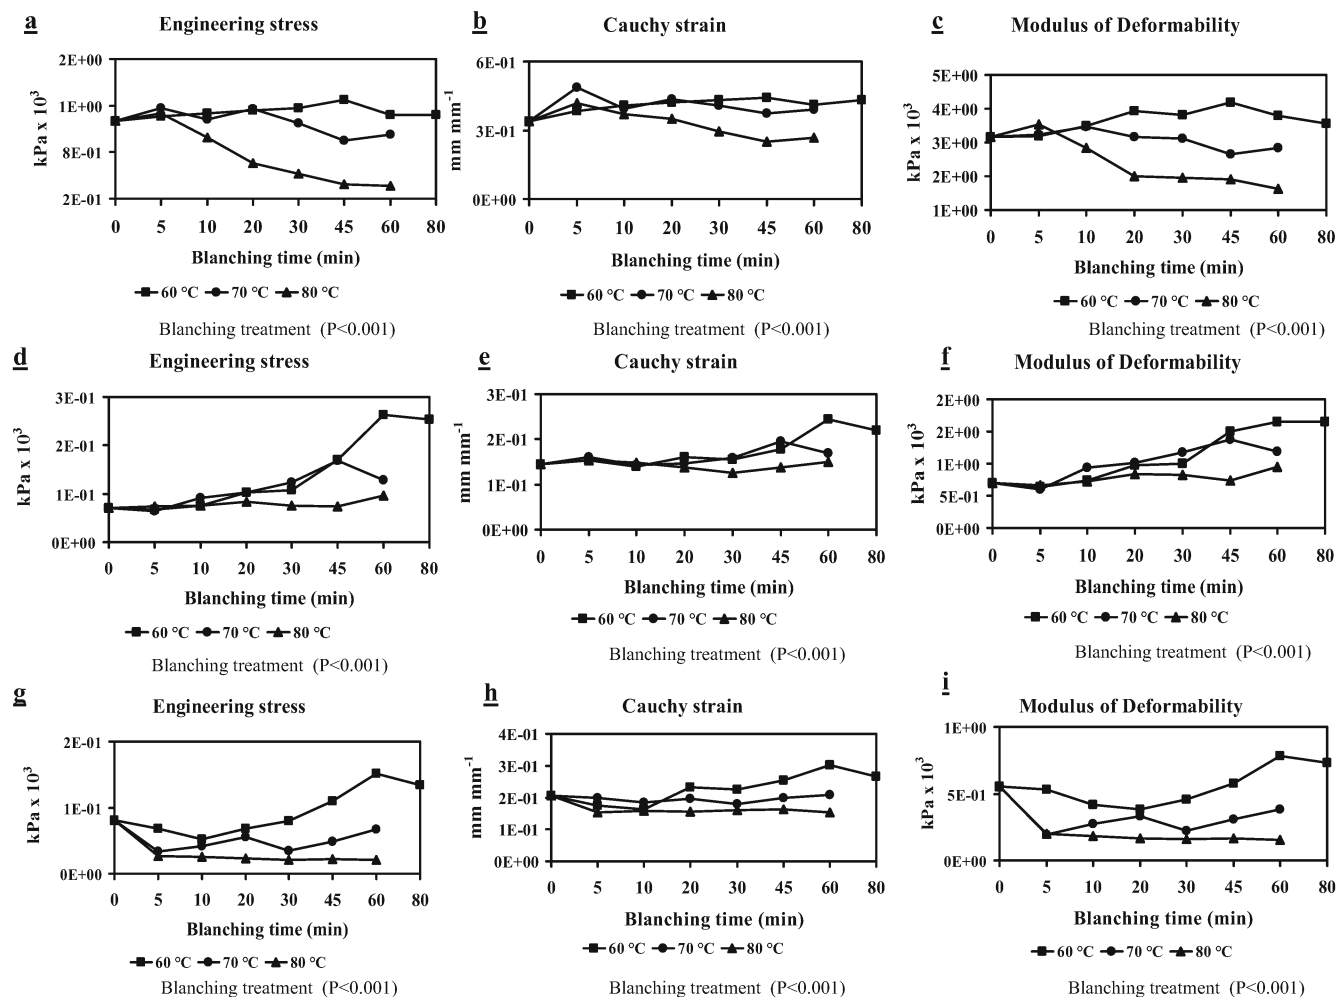 a
Engineering stress
2E+00
1E+00
8E-01
2E-01
kPa x 10³
0 5 10 20 30 45 60 80
Blanching time (min)
60 °C 70 °C 80 °C
Blanching treatment (P<0.001)
b
Cauchy strain
6E-01
3E-01
0E+00
mm mm⁻¹
0 5 10 20 30 45 60 80
Blanching time (min)
60 °C 70 °C 80 °C
Blanching treatment (P<0.001)
c
Modulus of Deformability
5E+00
4E+00
3E+00
2E+00
1E+00
kPa x 10³
0 5 10 20 30 45 60 80
Blanching time (min)
60 °C 70 °C 80 °C
Blanching treatment (P<0.001)
d
Engineering stress
3E-01
2E-01
1E-01
0E+00
kPa x 10³
0 5 10 20 30 45 60 80
Blanching time (min)
60 °C 70 °C 80 °C
Blanching treatment (P<0.001)
e
Cauchy strain
3E-01
2E-01
1E-01
0E+00
mm mm⁻¹
0 5 10 20 30 45 60 80
Blanching time (min)
60 °C 70 °C 80 °C
Blanching treatment (P<0.001)
f
Modulus of Deformability
2E+00
2E+00
1E+00
5E-01
0E+00
kPa x 10³
0 5 10 20 30 45 60 80
Blanching time (min)
60 °C 70 °C 80 °C
Blanching treatment (P<0.001)
g
Engineering stress
2E-01
1E-01
0E+00
kPa x 10³
0 5 10 20 30 45 60 80
Blanching time (min)
60 °C 70 °C 80 °C
Blanching treatment (P<0.001)
h
Cauchy strain
4E-01
3E-01
2E-01
1E-01
0E+00
mm mm⁻¹
0 5 10 20 30 45 60 80
Blanching time (min)
60 °C 70 °C 80 °C
Blanching treatment (P<0.001)
i
Modulus of Deformability
1E+00
5E-01
0E+00
kPa x 10³
0 5 10 20 30 45 60 80
Blanching time (min)
60 °C 70 °C 80 °C
Blanching treatment (P<0.001)